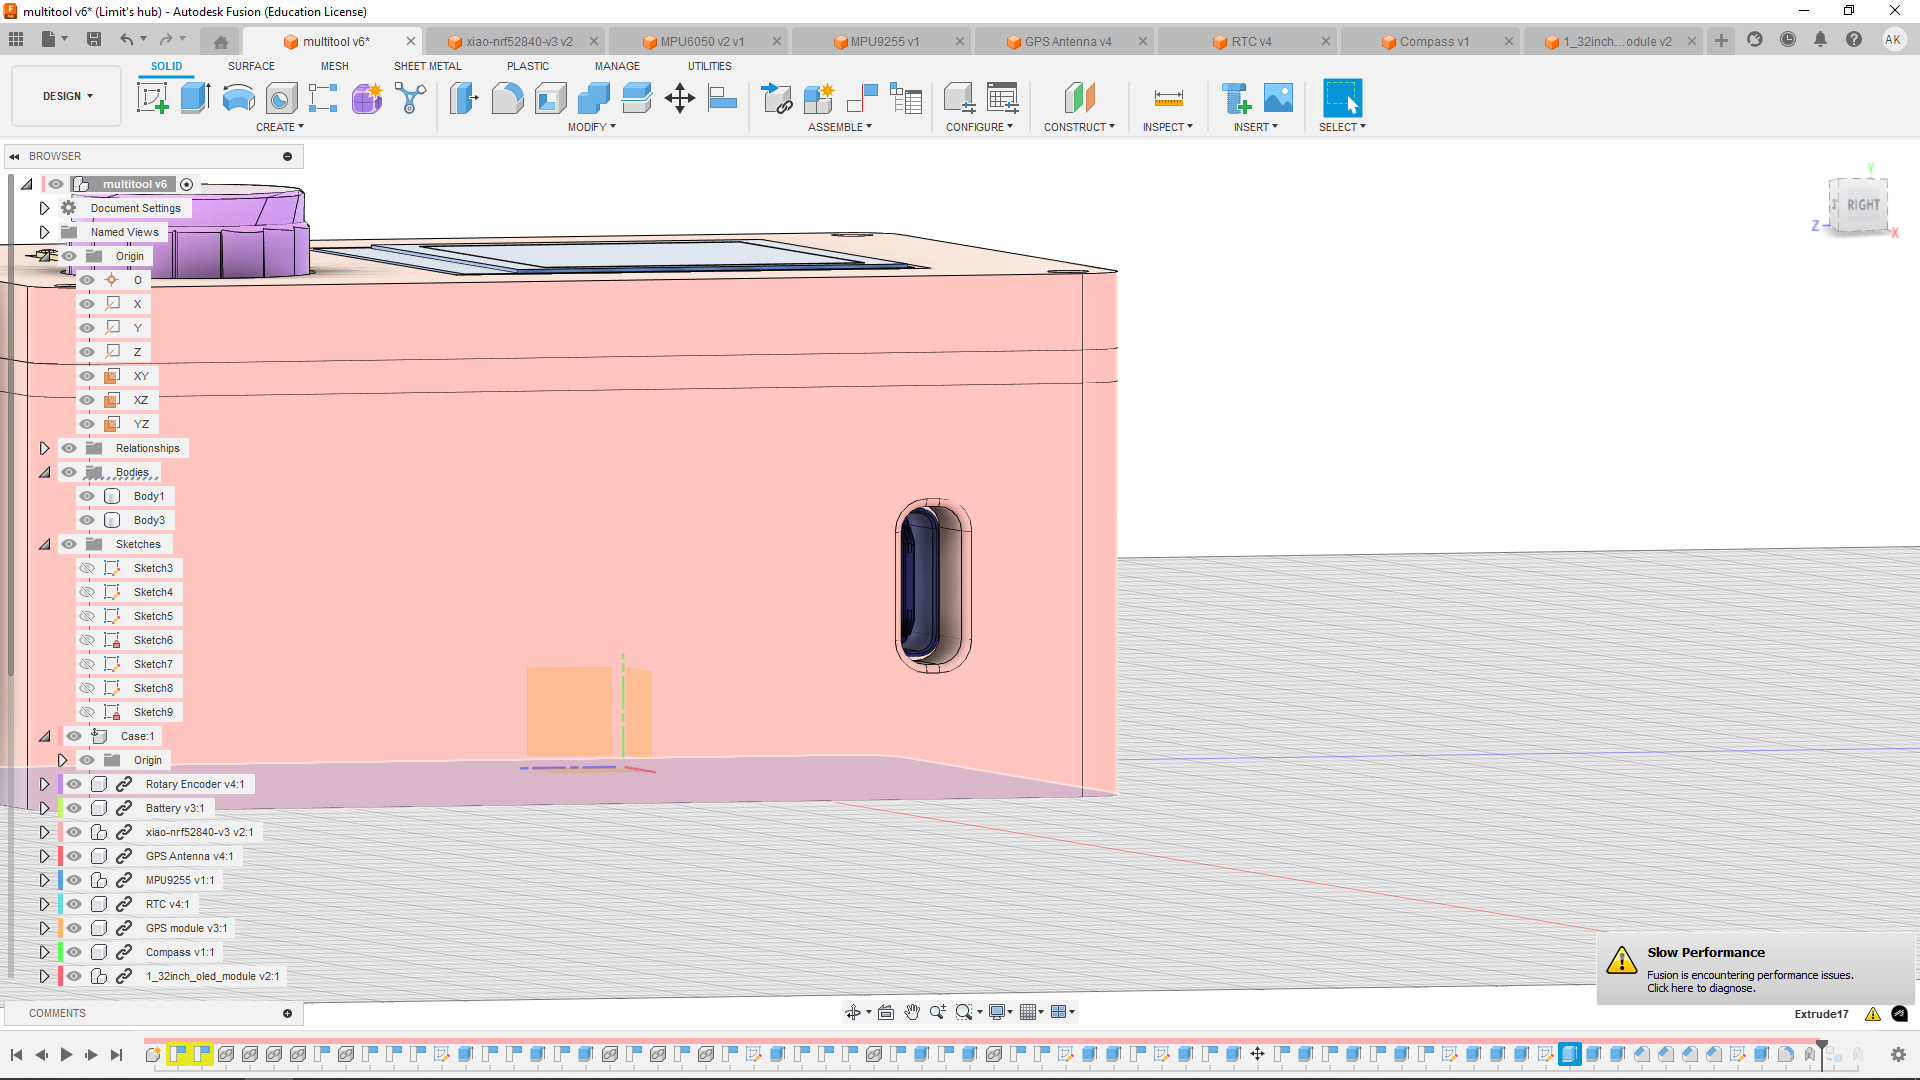 multitool v6* (Limit's hub) - Autodesk Fusion (Education License)
multitool v6*
xiao-nrf52840-v3 v2
MPU6050 v2 v1
MPU9255 v1
GPS Antenna v4
RTC v4
Compass v1
1_32inch...odule v2
AK
SOLID
SURFACE
MESH
SHEET METAL
PLASTIC
MANAGE
UTILITIES
DESIGN
CREATE
MODIFY
ASSEMBLE
CONFIGURE
CONSTRUCT
INSPECT
INSERT
SELECT
BROWSER
multitool v6
Document Settings
Named Views
Origin
O
X
Y
Z
XY
XZ
YZ
Relationships
Bodies
Body1
Body3
Sketches
Sketch3
Sketch4
Sketch5
Sketch6
Sketch7
Sketch8
Sketch9
Case:1
Origin
Rotary Encoder v4:1
Battery v3:1
xiao-nrf52840-v3 v2:1
GPS Antenna v4:1
MPU9255 v1:1
RTC v4:1
GPS module v3:1
Compass v1:1
1_32inch_oled_module v2:1
Y
RIGHT
Z
X
Slow Performance
Fusion is encountering performance issues.
Click here to diagnose.
COMMENTS
Extrude17